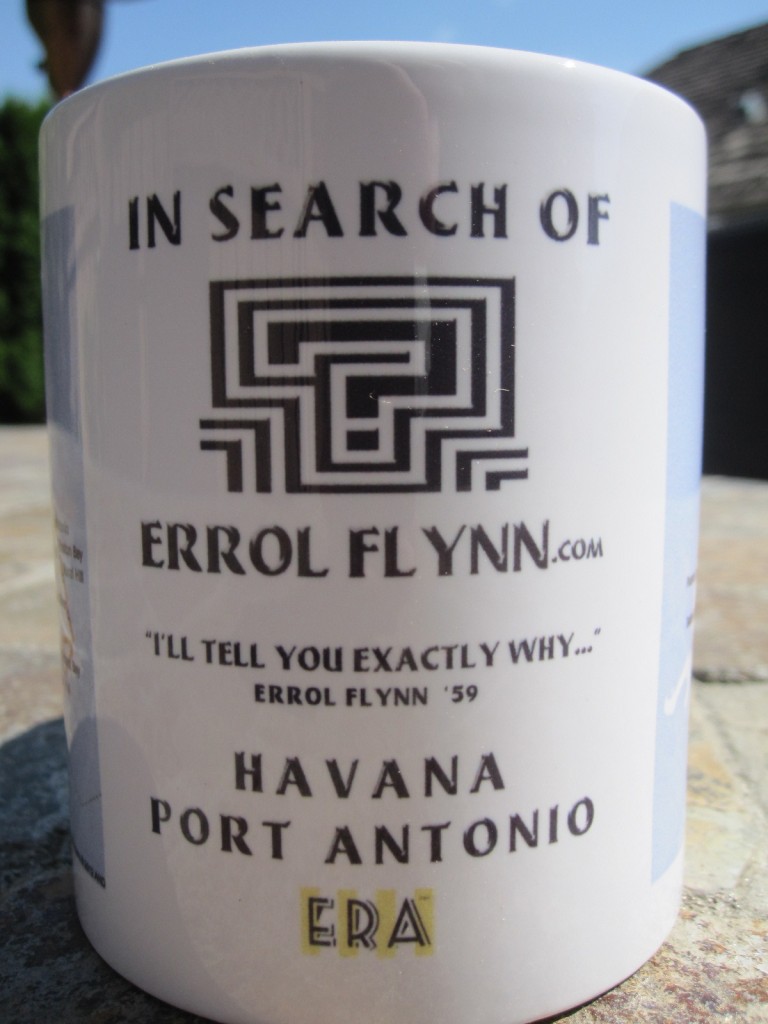 IN SEARCH OF
ERROL FLYNN.COM
"I'LL TELL YOU EXACTLY WHY..."
ERROL FLYNN '59
HAVANA
PORT ANTONIO
ERA